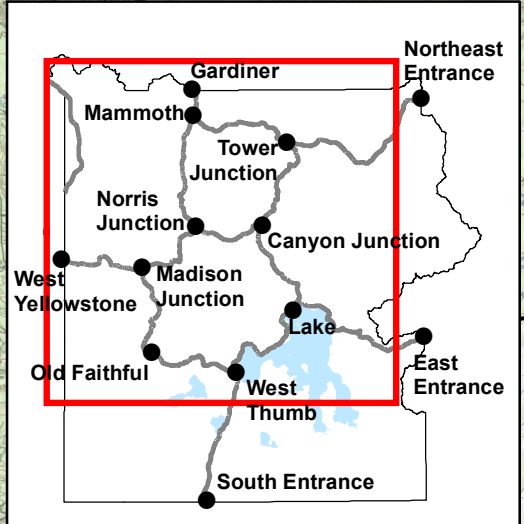 Northeast
Entrance
Gardiner
Mammoth
Tower
Junction
Norris
Junction
Canyon Junction
West
Yellowstone
Madison
Junction
Lake
Old Faithful
East
Entrance
West
Thumb
South Entrance